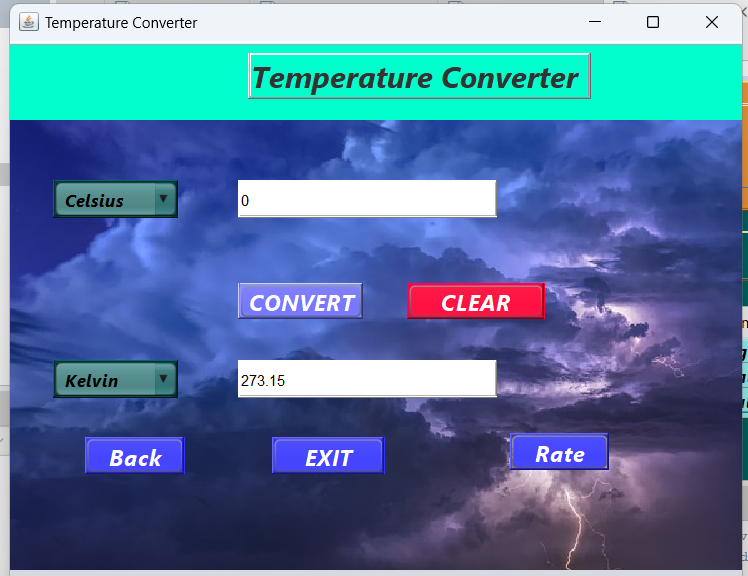 Temperature Converter
Temperature Converter
Celsius
0
CONVERT
CLEAR
Kelvin
273.15
Back
EXIT
Rate